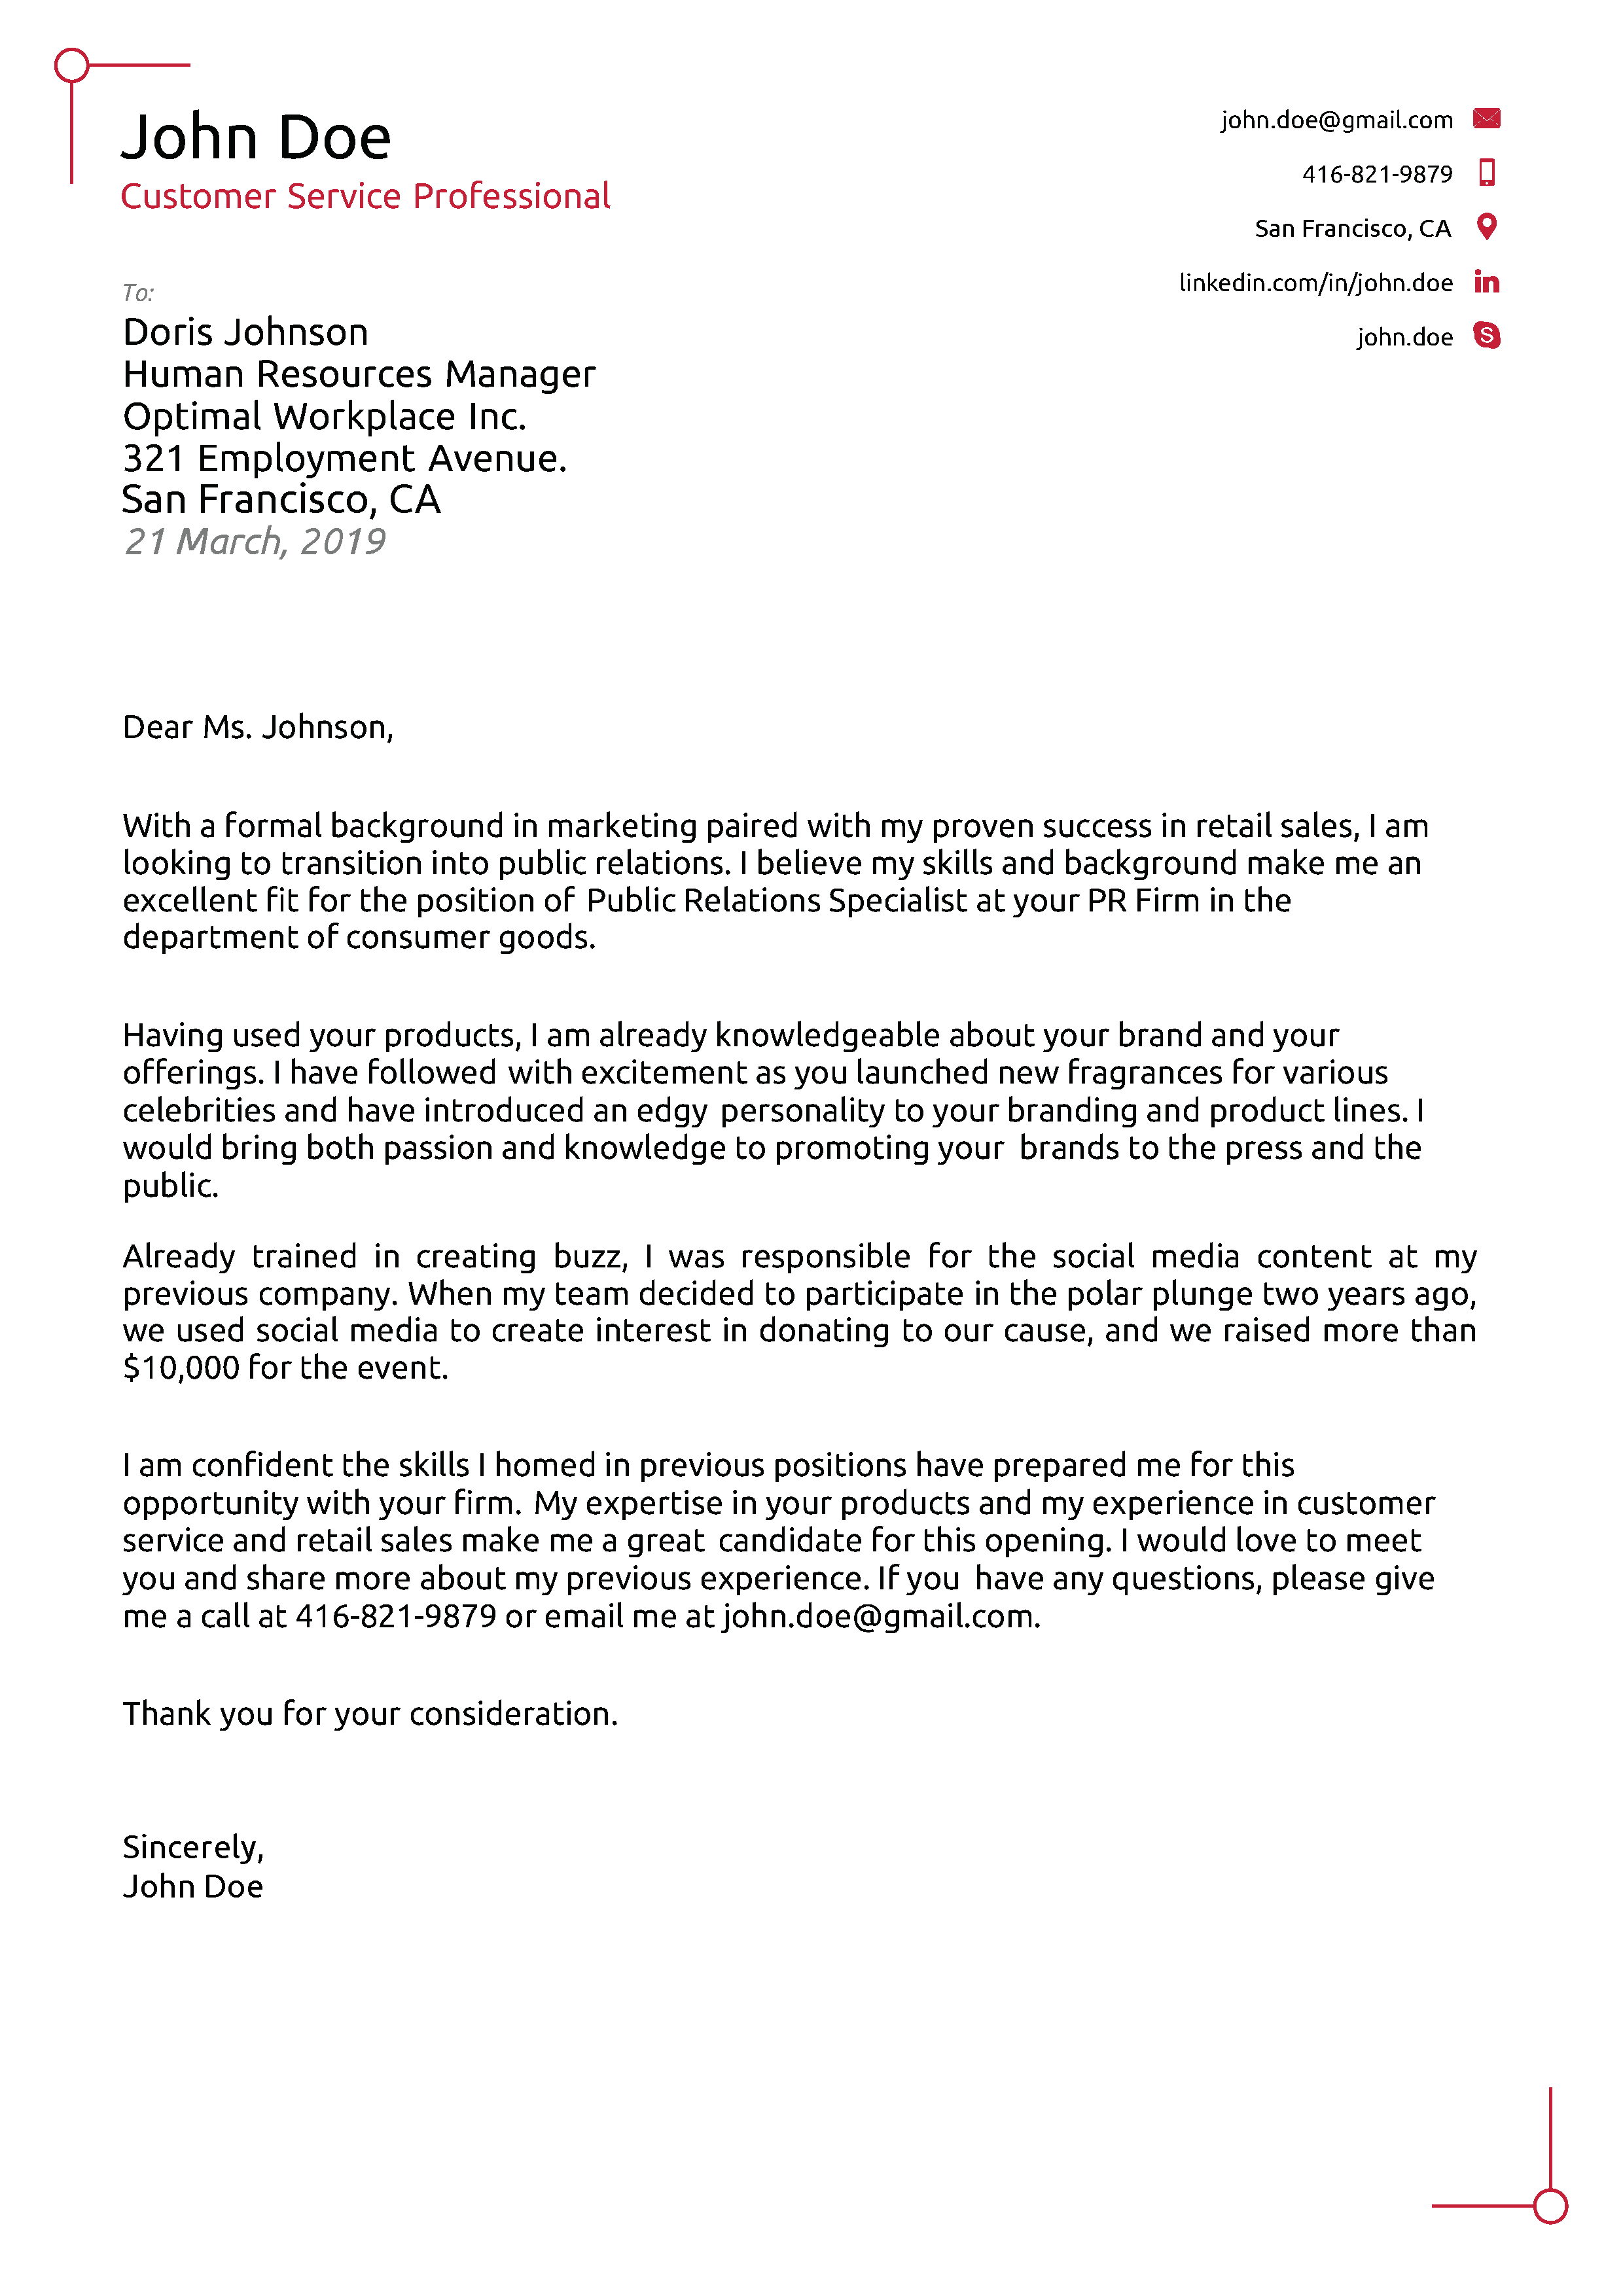 John Doe
Customer Service Professional
john.doe@gmail.com
416-821-9879
San Francisco, CA
linkedin.com/in/john.doe
in
john.doe
S
To:
Doris Johnson
Human Resources Manager
Optimal Workplace Inc.
321 Employment Avenue.
San Francisco, CA
21 March, 2019
Dear Ms. Johnson,
With a formal background in marketing paired with my proven success in retail sales, I am
looking to transition into public relations. I believe my skills and background make me an
excellent fit for the position of Public Relations Specialist at your PR Firm in the
department of consumer goods.
Having used your products, I am already knowledgeable about your brand and your
offerings. I have followed with excitement as you launched new fragrances for various
celebrities and have introduced an edgy personality to your branding and product lines. I
would bring both passion and knowledge to promoting your brands to the press and the
public.
Already trained in creating buzz, I was responsible for the social media content at my
previous company. When my team decided to participate in the polar plunge two years ago,
we used social media to create interest in donating to our cause, and we raised more than
$10,000 for the event.
I am confident the skills I homed in previous positions have prepared me for this
opportunity with your firm. My expertise in your products and my experience in customer
service and retail sales make me a great candidate for this opening. I would love to meet
you and share more about my previous experience. If you have any questions, please give
me a call at 416-821-9879 or email me at john.doe@gmail.com.
Thank you for your consideration.
Sincerely,
John Doe